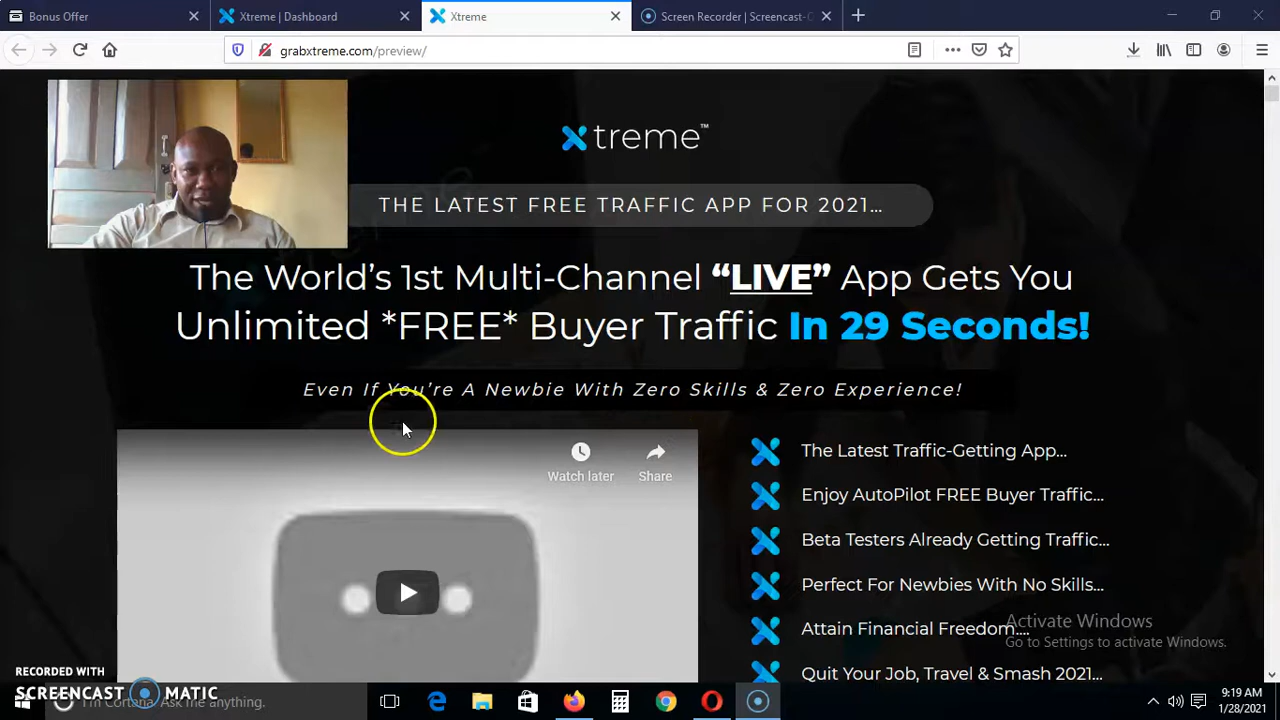 Bonus Offer
Xtreme | Dashboard
Xtreme
Screen Recorder | Screencast-O
grabxtreme.com/preview/
xtreme™
THE LATEST FREE TRAFFIC APP FOR 2021...
The World's 1st Multi-Channel “LIVE” App Gets You
Unlimited *FREE* Buyer Traffic In 29 Seconds!
Even If You're A Newbie With Zero Skills & Zero Experience!
Watch later
Share
The Latest Traffic-Getting App...
Enjoy AutoPilot FREE Buyer Traffic...
Beta Testers Already Getting Traffic...
Perfect For Newbies With No Skills...
Attain Financial Freedom....
Quit Your Job, Travel & Smash 2021...
Activate Windows
Go to Settings to activate Windows.
RECORDED WITH
SCREENCAST MATIC
I'm Cortana. Ask me anything.
9:19 AM
1/28/2021